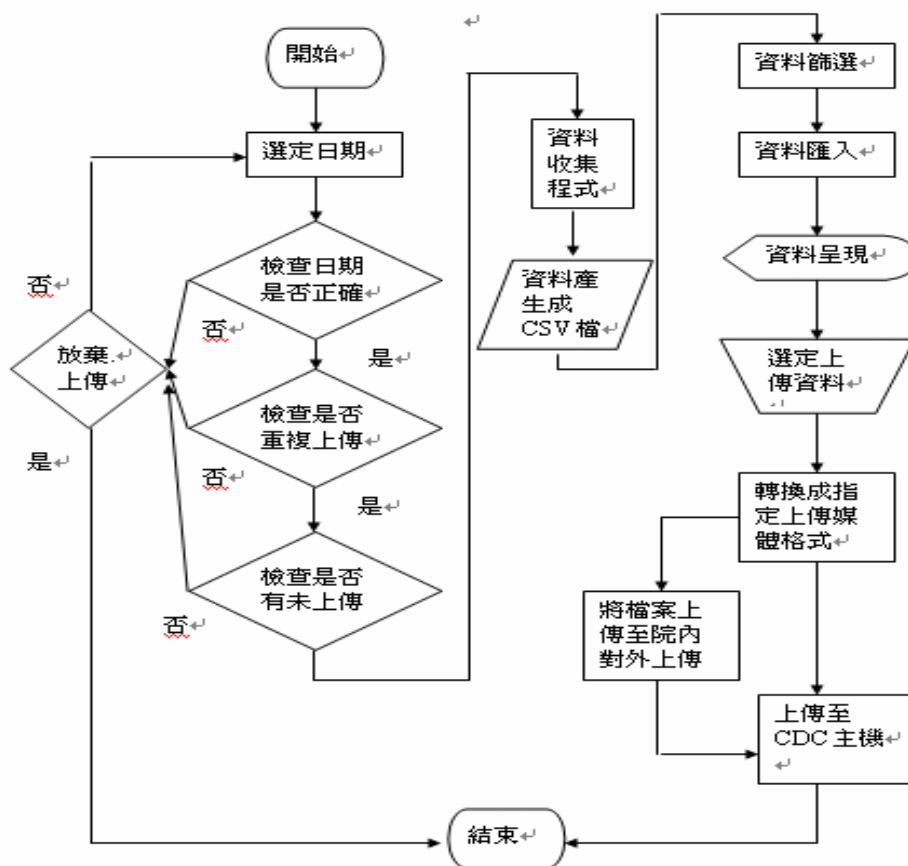 開始
選定日期
檢查日期
是否正確
否
是
檢查是否
重複上傳
否
是
檢查是否
有未上傳
否
否
放棄.
上傳
是
資料
收集
程式
資料產
生成
CSV 檔
資料篩選
資料匯入
資料呈現
選定上
傳資料
轉換成指
定上傳媒
體格式
將檔案上
傳至院內
對外上傳
上傳至
CDC 主機
結束